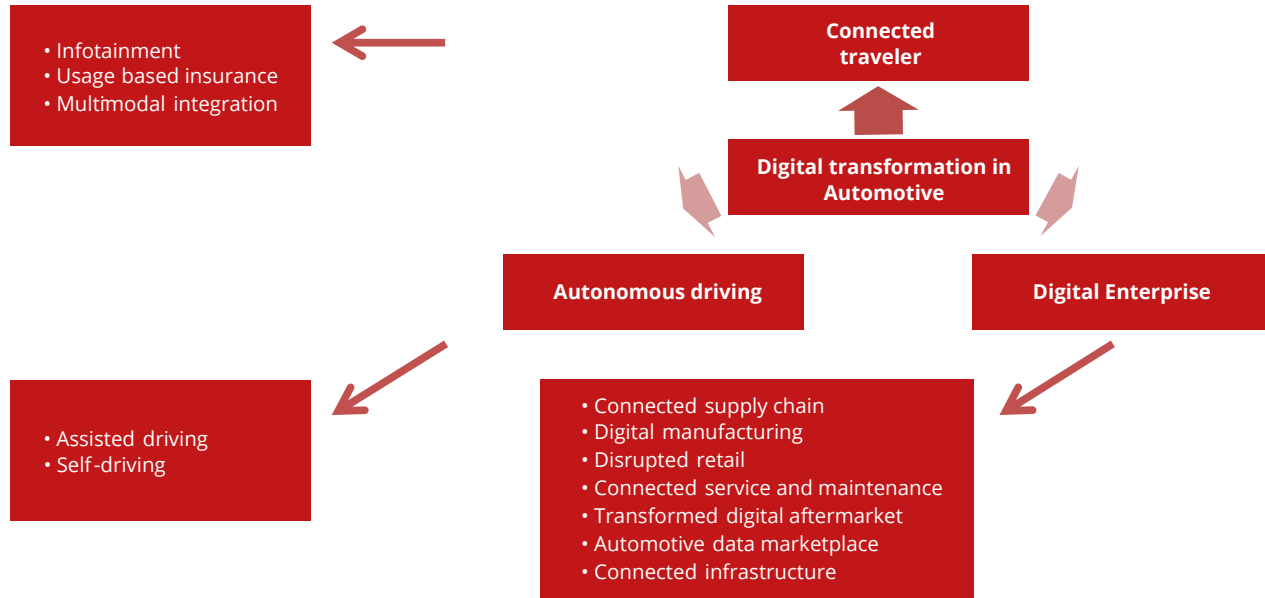 • Infotainment
• Usage based insurance
• Multimodal integration
Connected
traveler
Digital transformation in
Automotive
Autonomous driving
Digital Enterprise
• Assisted driving
• Self-driving
• Connected supply chain
• Digital manufacturing
• Disrupted retail
• Connected service and maintenance
• Transformed digital aftermarket
• Automotive data marketplace
• Connected infrastructure